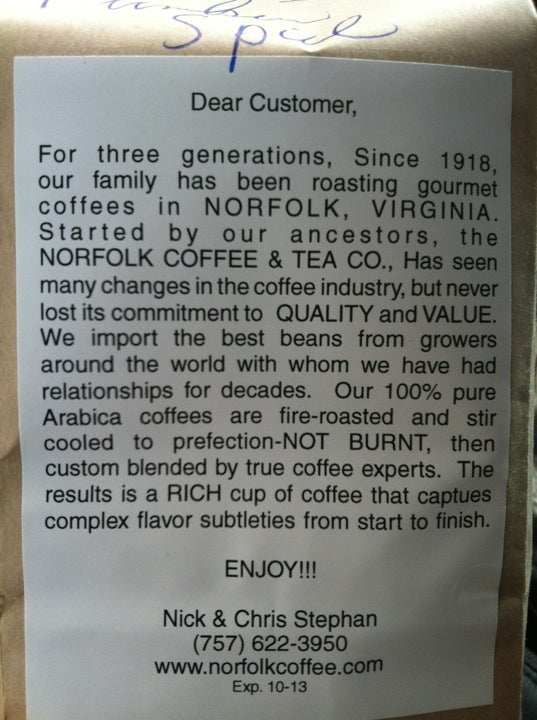 Dear Customer,
For three generations, Since 1918,
our family has been roasting gourmet
coffees in NORFOLK, VIRGINIA.
Started by our ancestors, the
NORFOLK COFFEE & TEA CO., Has seen
many changes in the coffee industry, but never
lost its commitment to QUALITY and VALUE.
We import the best beans from growers
around the world with whom we have had
relationships for decades. Our 100% pure
Arabica coffees are fire-roasted and stir
cooled to prefection-NOT BURNT, then
custom blended by true coffee experts. The
results is a RICH cup of coffee that captues
complex flavor subtleties from start to finish.
ENJOY!!!
Nick & Chris Stephan
(757) 622-3950
www.norfolkcoffee.com
Exp. 10-13